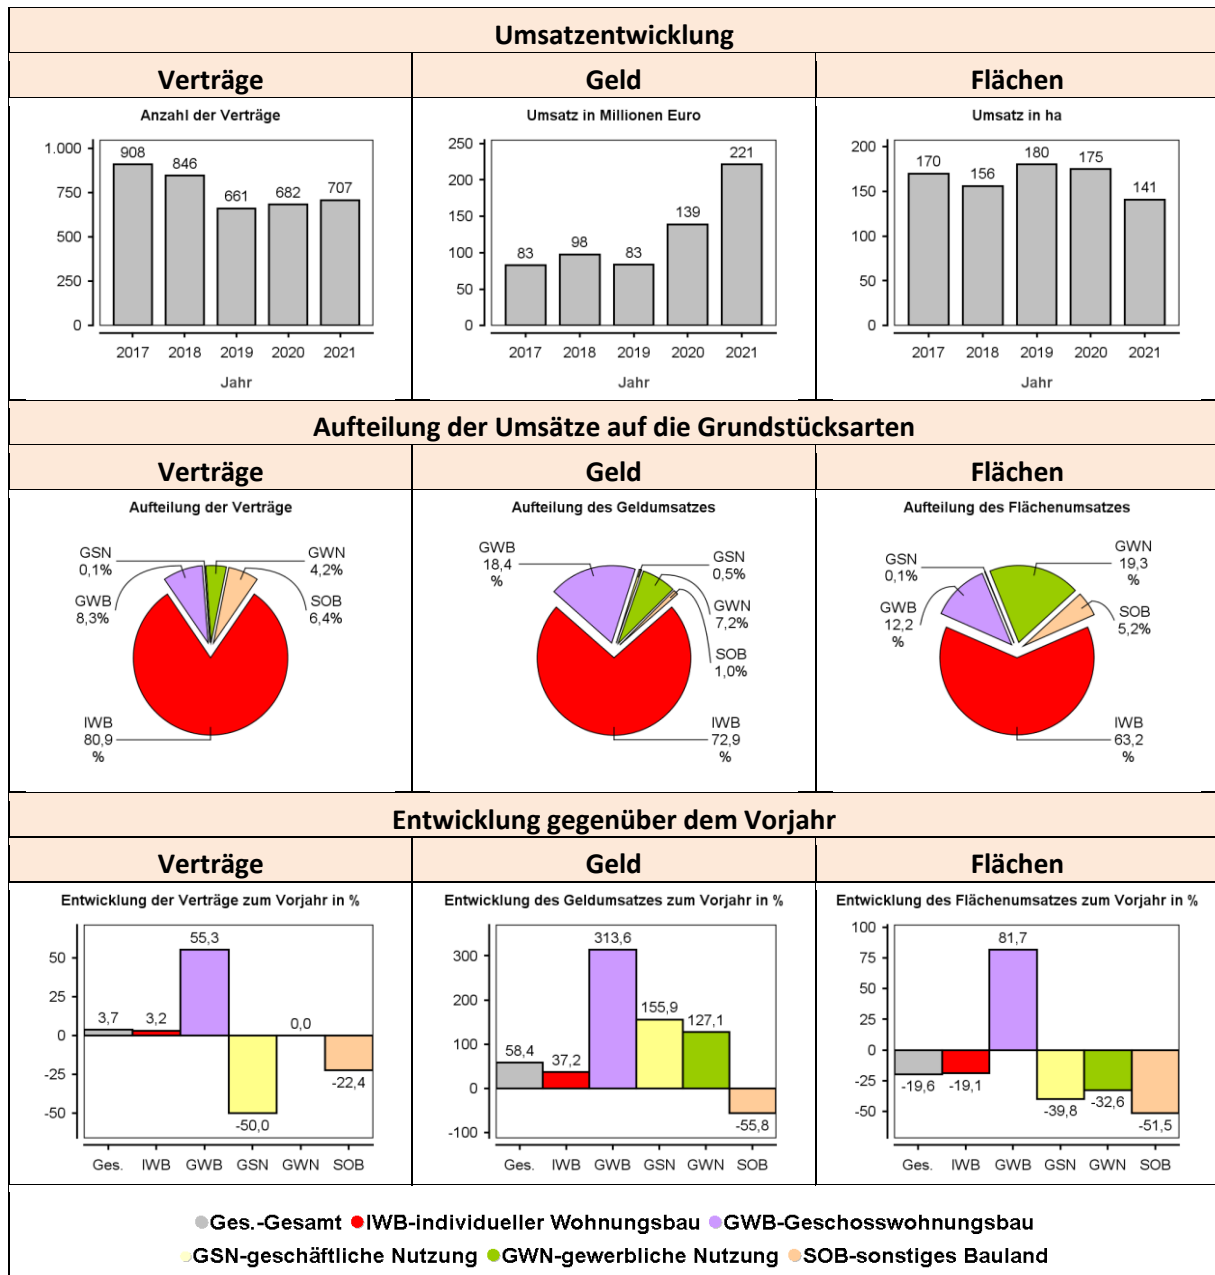 Umsatzentwicklung
Verträge
Geld
Flächen
Anzahl der Verträge
1.000
750
500
250
0
908
846
661
682
707
2017
2018
2019
2020
2021
Jahr
Umsatz in Millionen Euro
250
200
150
100
50
0
83
98
83
139
221
2017
2018
2019
2020
2021
Jahr
Umsatz in ha
200
150
100
50
0
170
156
180
175
141
2017
2018
2019
2020
2021
Jahr
Aufteilung der Umsätze auf die Grundstücksarten
Verträge
Geld
Flächen
Aufteilung der Verträge
GSN
0,1%
GWN
4,2%
GWB
8,3%
SOB
6,4%
IWB
80,9
%
Aufteilung des Geldumsatzes
GWB
18,4
%
GSN
0,5%
GWN
7,2%
SOB
1,0%
IWB
72,9
%
Aufteilung des Flächenumsatzes
GSN
0,1%
GWN
19,3
%
GWB
12,2
%
SOB
5,2%
IWB
63,2
%
Entwicklung gegenüber dem Vorjahr
Verträge
Geld
Flächen
Entwicklung der Verträge zum Vorjahr in %
50
25
0
-25
-50
3,7
3,2
55,3
-50,0
0,0
-22,4
Ges.
IWB
GWB
GSN
GWN
SOB
Entwicklung des Geldumsatzes zum Vorjahr in %
300
200
100
0
-100
58,4
37,2
313,6
155,9
127,1
-55,8
Ges.
IWB
GWB
GSN
GWN
SOB
Entwicklung des Flächenumsatzes zum Vorjahr in %
100
75
50
25
0
-25
-50
-19,6
-19,1
81,7
-39,8
-32,6
-51,5
Ges.
IWB
GWB
GSN
GWN
SOB
Ges.-Gesamt IWB-individueller Wohnungsbau GWB-Geschosswohnungsbau
GSN-geschäftliche Nutzung GWN-gewerbliche Nutzung SOB-sonstiges Bauland